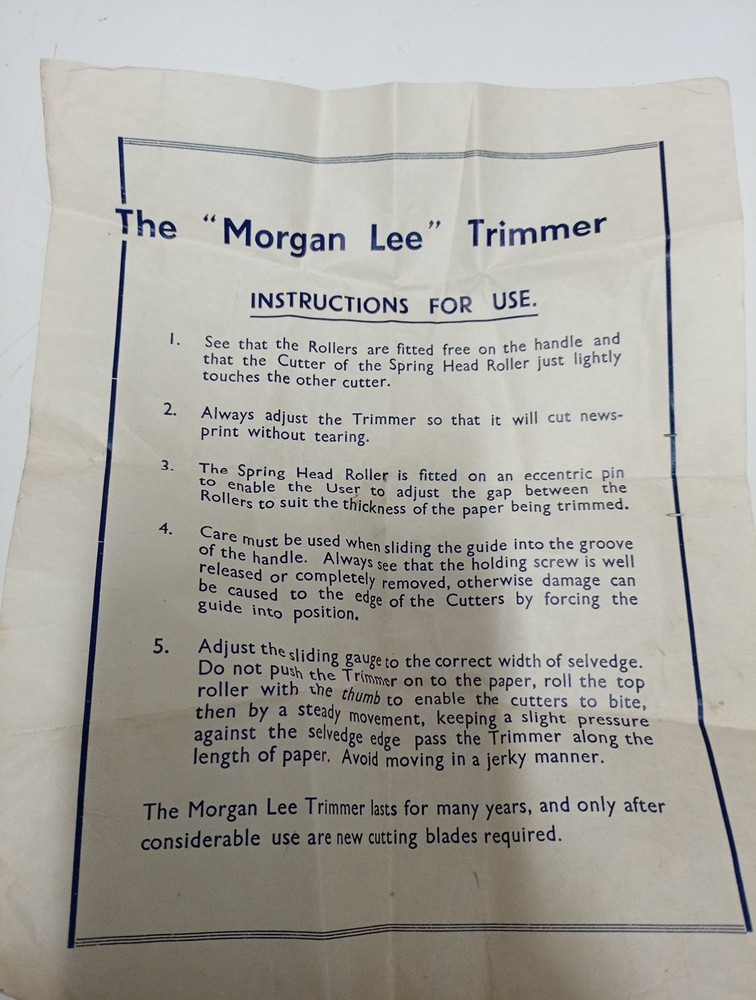 The "Morgan Lee" Trimmer
INSTRUCTIONS FOR USE.
1. See that the Rollers are fitted free on the handle and
that the Cutter of the Spring Head Roller just lightly
touches the other cutter.
2. Always adjust the Trimmer so that it will cut news-
print without tearing.
3. The Spring Head Roller is fitted on an eccentric pin
to enable the User to adjust the gap between the
Rollers to suit the thickness of the paper being trimmed.
4. Care must be used when sliding the guide into the groove
of the handle. Always see that the holding screw is well
released or completely removed, otherwise damage can
be caused to the edge of the Cutters by forcing the
guide into position.
5. Adjust the sliding gauge to the correct width of selvedge.
Do not push the Trimmer on to the paper, roll the top
roller with the thumb to enable the cutters to bite,
then by a steady movement, keeping a slight pressure
against the selvedge edge pass the Trimmer along the
length of paper. Avoid moving in a jerky manner.
The Morgan Lee Trimmer lasts for many years, and only after
considerable use are new cutting blades required.